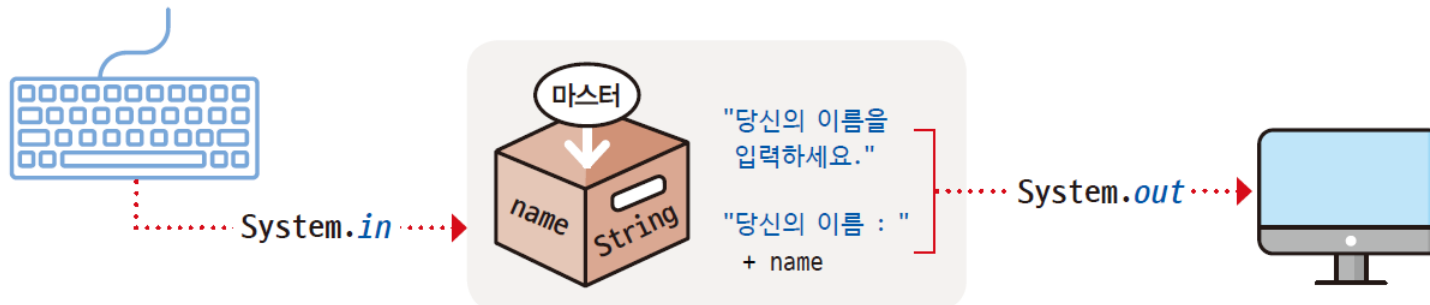 마스터
name
String
"당신의 이름을
입력하세요."
"당신의 이름 : "
+ name
System.in
System.out